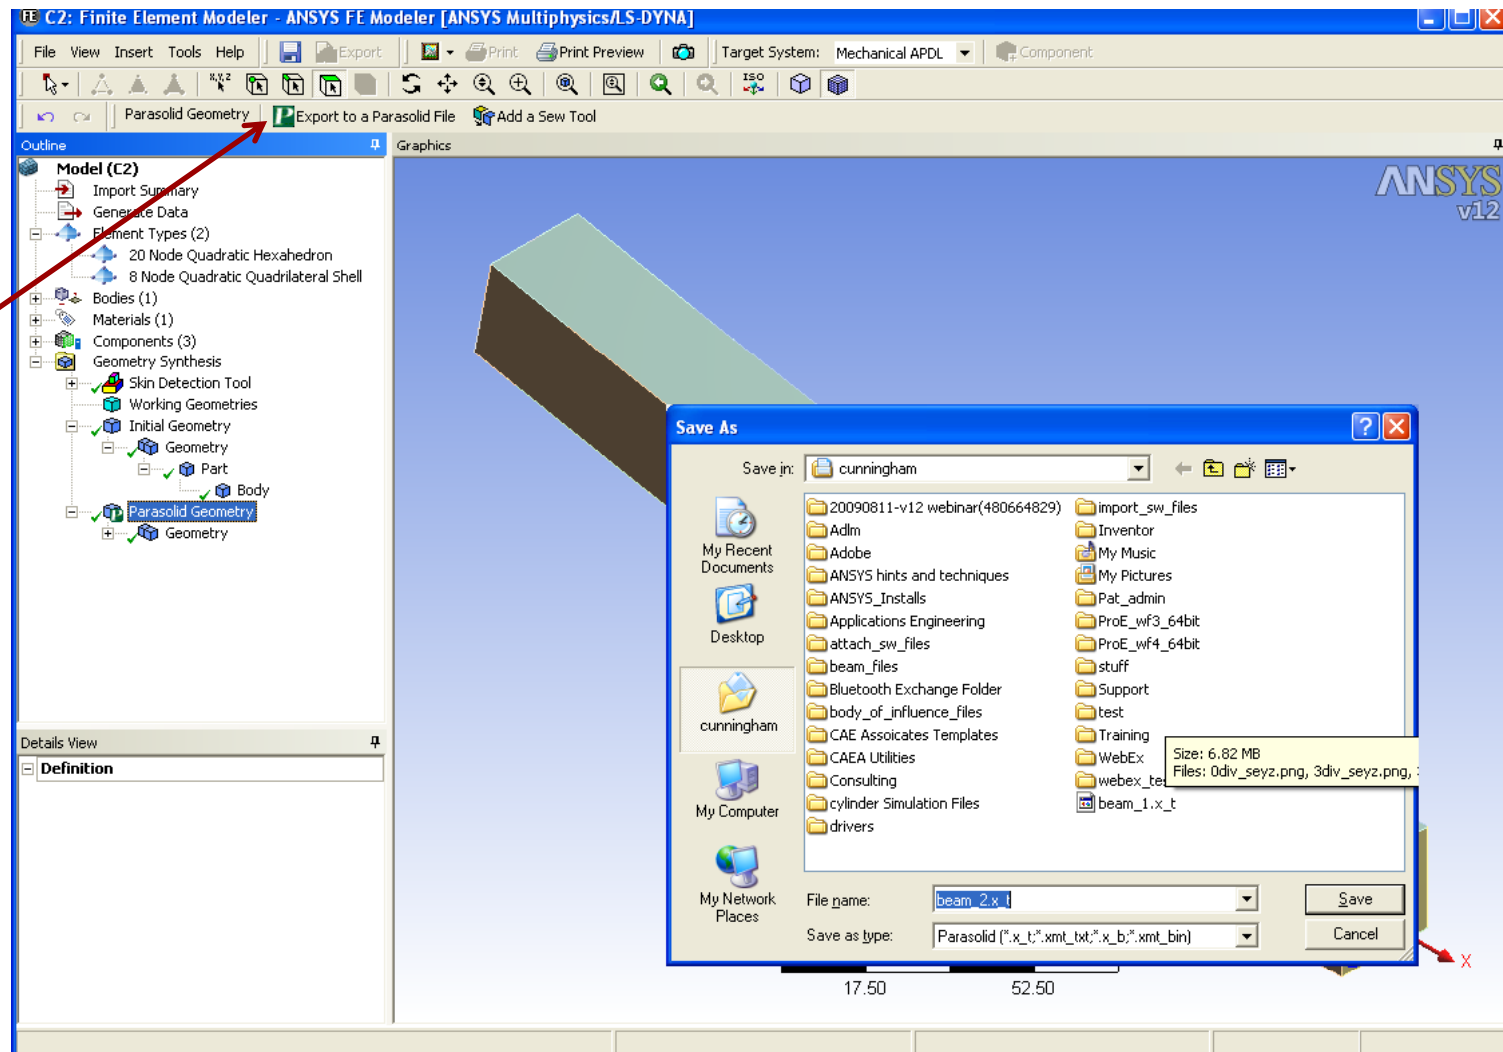 C2: Finite Element Modeler - ANSYS FE Modeler [ANSYS Multiphysics/LS-DYNA]
File View Insert Tools Help Export Print Print Preview Target System: Mechanical APDL Component
X,Y,Z ISO
Parasolid Geometry Export to a Parasolid File Add a Sew Tool
Outline
Graphics
Model (C2)
Import Summary
Generate Data
Element Types (2)
20 Node Quadratic Hexahedron
8 Node Quadratic Quadrilateral Shell
Bodies (1)
Materials (1)
Components (3)
Geometry Synthesis
Skin Detection Tool
Working Geometries
Initial Geometry
Geometry
Part
Body
Parasolid Geometry
Geometry
Details View
Definition
ANSYS
v12
Save As
Save in: cunningham
My Recent
Documents
Desktop
cunningham
My Computer
My Network
Places
20090811-v12 webinar(480664829)
Adlm
Adobe
ANSYS hints and techniques
ANSYS_Installs
Applications Engineering
attach_sw_files
beam_files
Bluetooth Exchange Folder
body_of_influence_files
CAE Assoicates Templates
CAEA Utilities
Consulting
cylinder Simulation Files
drivers
import_sw_files
Inventor
My Music
My Pictures
Pat_admin
ProE_wf3_64bit
ProE_wf4_64bit
stuff
Support
test
Training
WebEx
webex_tes
beam_1.x_t
Size: 6.82 MB
Files: 0div_seyz.png, 3div_seyz.png,
File name: beam_2.x_t Save
Save as type: Parasolid (*.x_t;*.xmt_txt;*.x_b;*.xmt_bin) Cancel
17.50 52.50
X